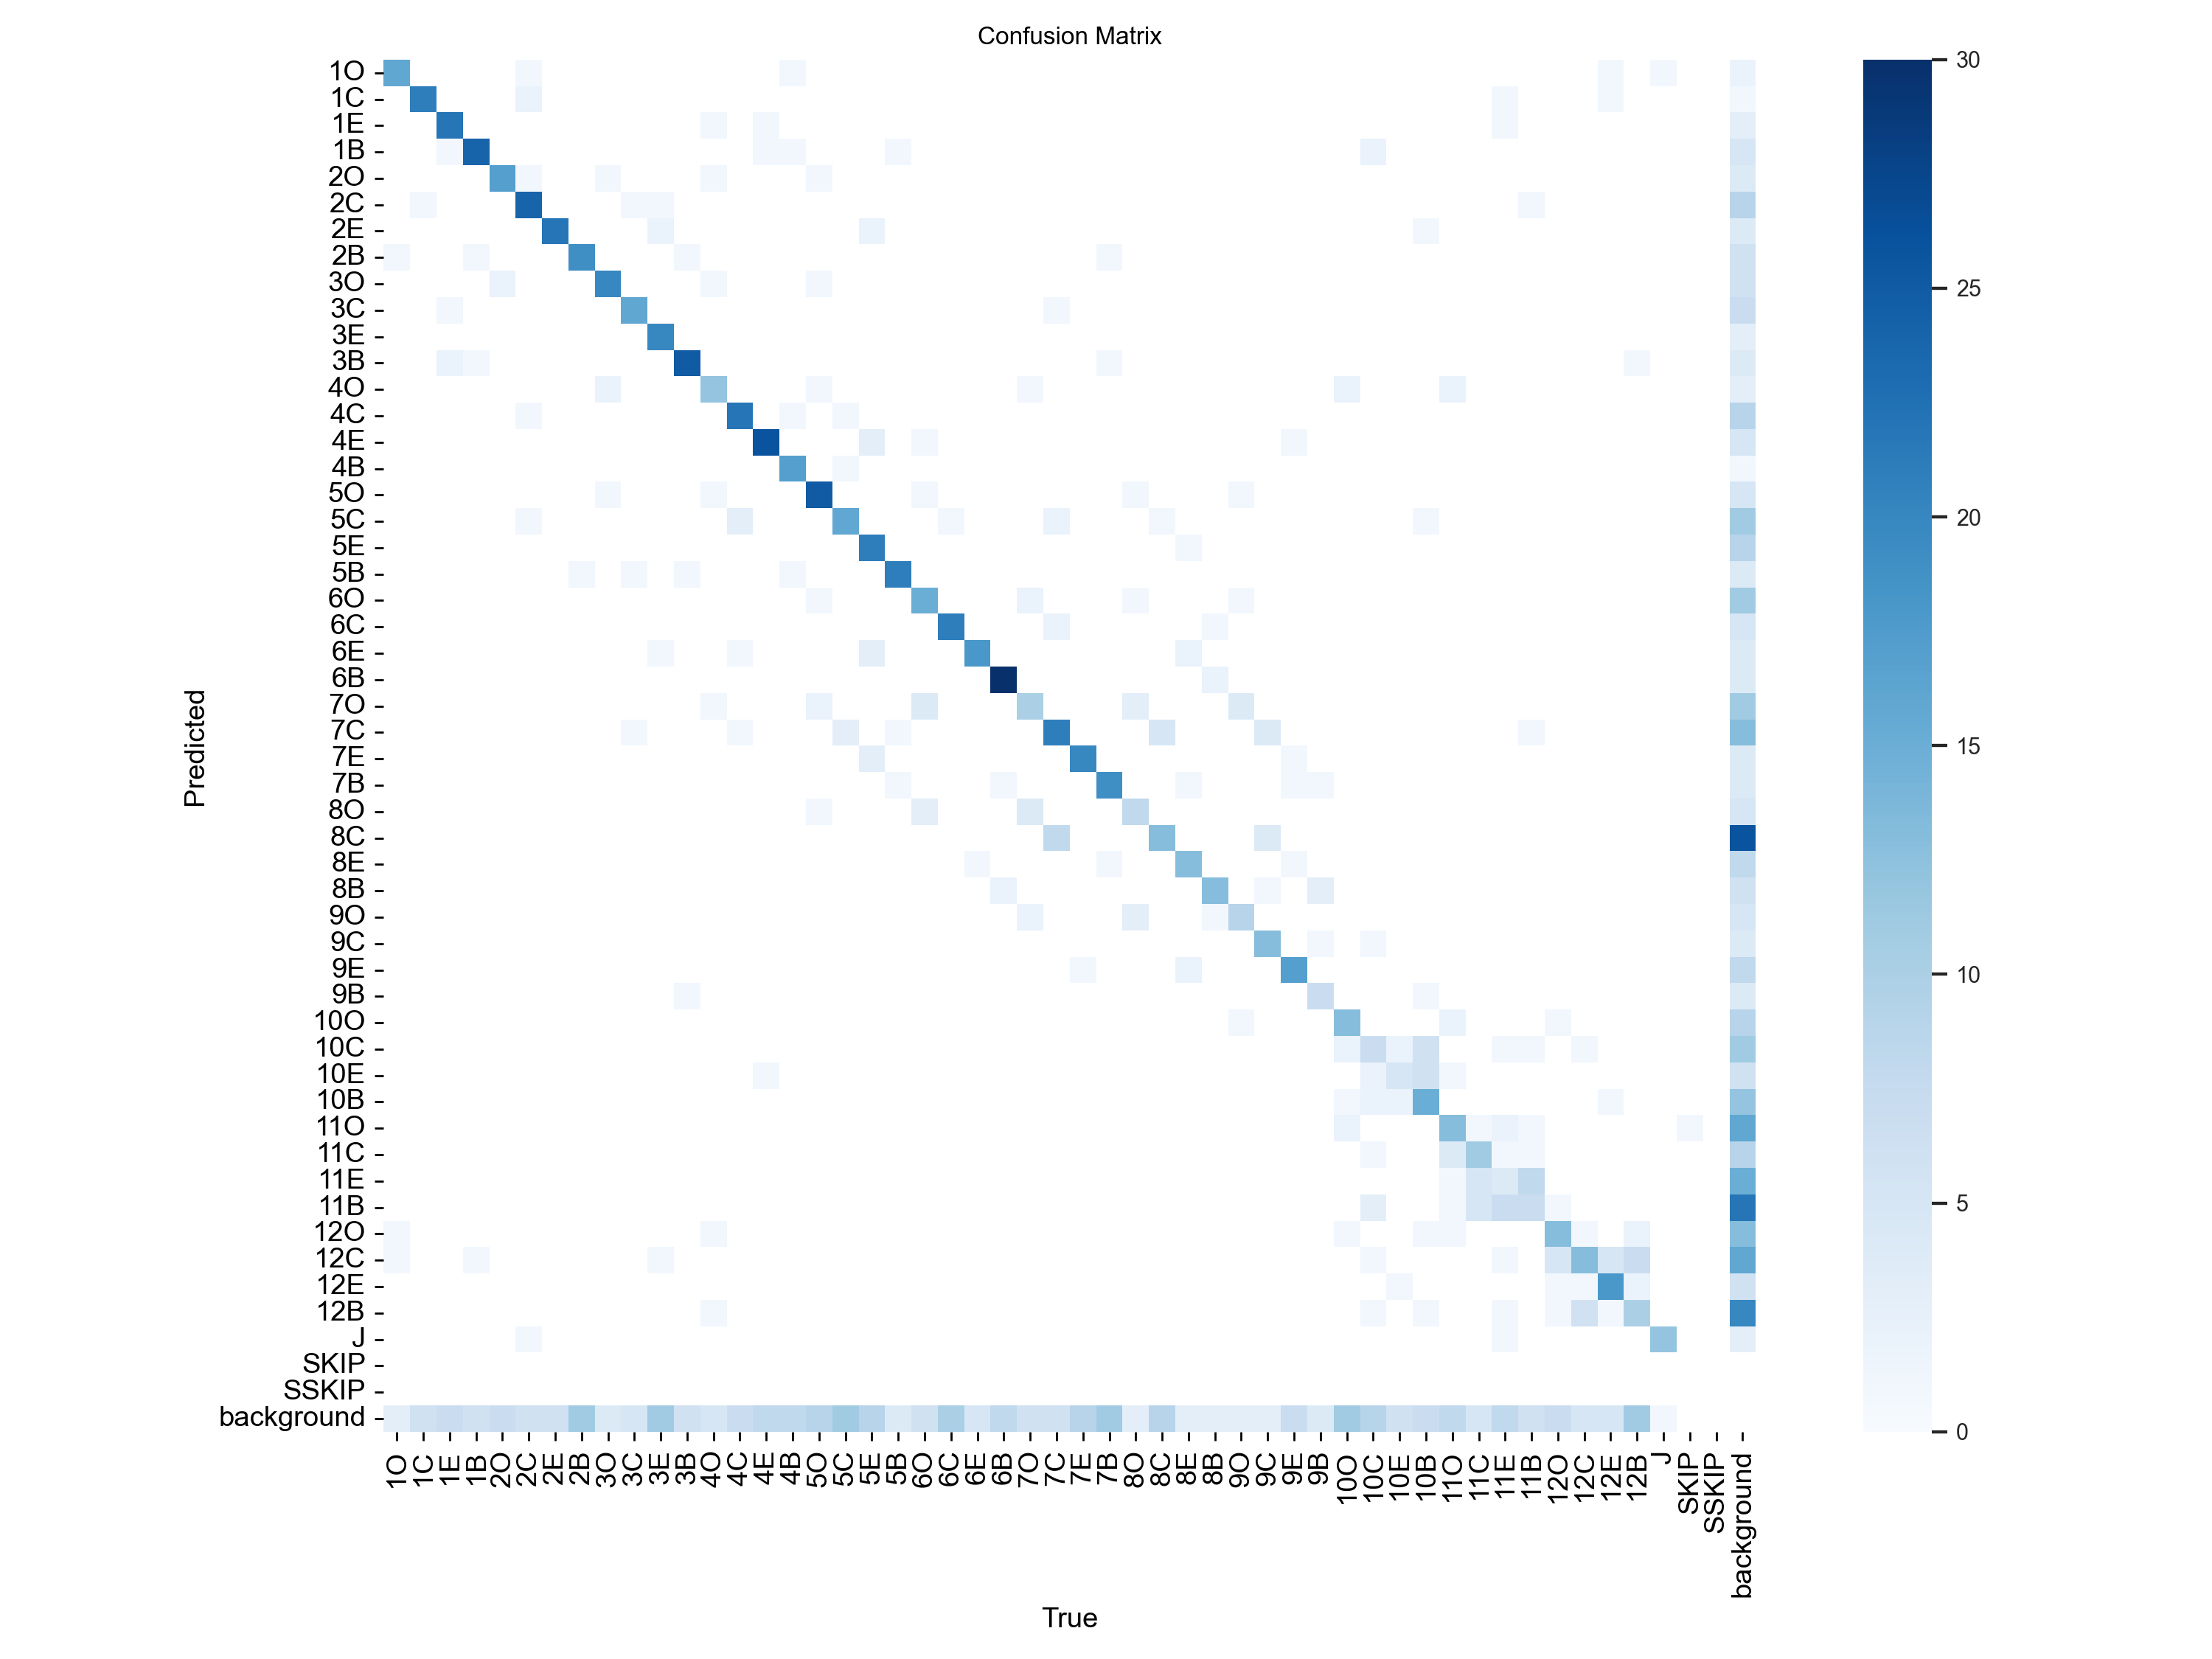 Confusion Matrix
Predicted
1O
1C
1E
1B
2O
2C
2E
2B
3O
3C
3E
3B
4O
4C
4E
4B
5O
5C
5E
5B
6O
6C
6E
6B
7O
7C
7E
7B
8O
8C
8E
8B
9O
9C
9E
9B
10O
10C
10E
10B
11O
11C
11E
11B
12O
12C
12E
12B
J
SKIP
SSKIP
background
1O 1C 1E 1B 2O 2C 2E 2B 3O 3C 3E 3B 4O 4C 4E 4B 5O 5C 5E 5B 6O 6C 6E 6B 7O 7C 7E 7B 8O 8C 8E 8B 9O 9C 9E 9B 10O 10C 10E 10B 11O 11C 11E 11B 12O 12C 12E 12B J SKIP SSKIP background
True
30
25
20
15
10
5
0